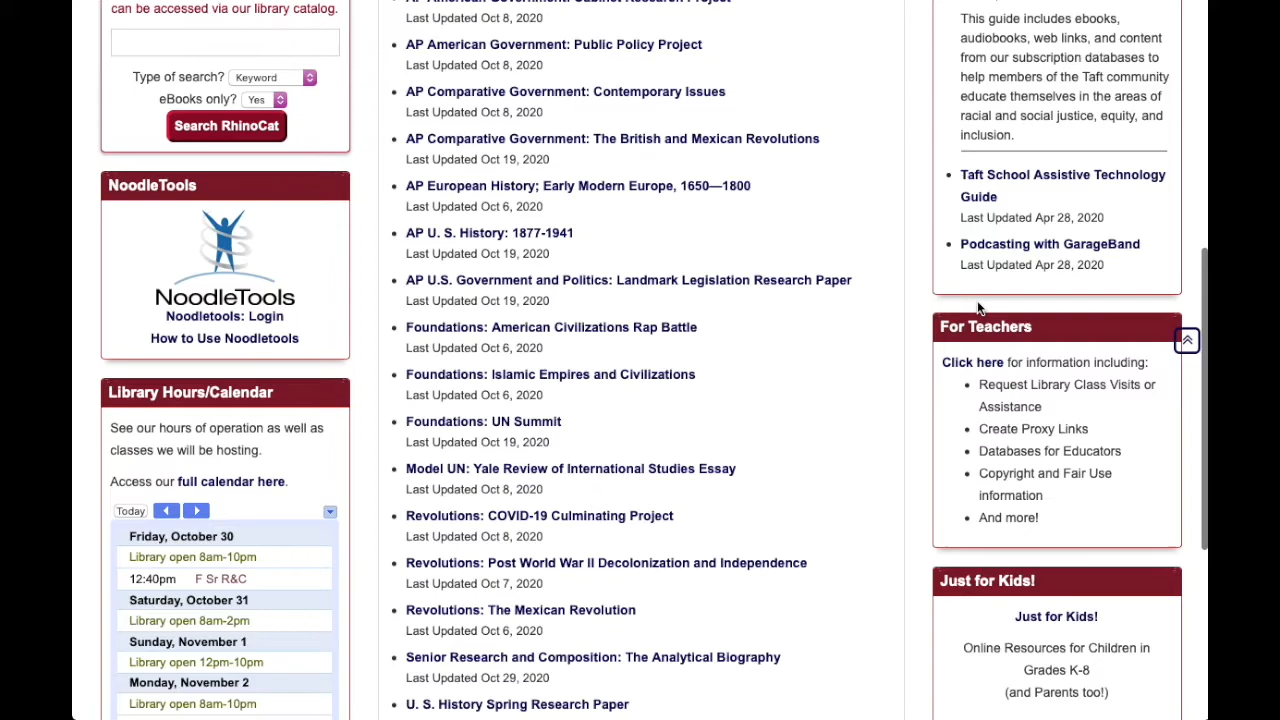 can be accessed via our library catalog.
Type of search? Keyword
eBooks only? Yes
Search RhinoCat
NoodleTools
NoodleTools
Noodletools: Login
How to Use Noodletools
Library Hours/Calendar
See our hours of operation as well as
classes we will be hosting.
Access our full calendar here.
Today
Friday, October 30
Library open 8am-10pm
12:40pm F Sr R&C
Saturday, October 31
Library open 8am-2pm
Sunday, November 1
Library open 12pm-10pm
Monday, November 2
Library open 8am-10pm
AP American Government: Cabinet Research Project
Last Updated Oct 8, 2020
AP American Government: Public Policy Project
Last Updated Oct 8, 2020
AP Comparative Government: Contemporary Issues
Last Updated Oct 8, 2020
AP Comparative Government: The British and Mexican Revolutions
Last Updated Oct 19, 2020
AP European History; Early Modern Europe, 1650—1800
Last Updated Oct 6, 2020
AP U. S. History: 1877-1941
Last Updated Oct 19, 2020
AP U.S. Government and Politics: Landmark Legislation Research Paper
Last Updated Oct 19, 2020
Foundations: American Civilizations Rap Battle
Last Updated Oct 6, 2020
Foundations: Islamic Empires and Civilizations
Last Updated Oct 6, 2020
Foundations: UN Summit
Last Updated Oct 19, 2020
Model UN: Yale Review of International Studies Essay
Last Updated Oct 8, 2020
Revolutions: COVID-19 Culminating Project
Last Updated Oct 8, 2020
Revolutions: Post World War II Decolonization and Independence
Last Updated Oct 7, 2020
Revolutions: The Mexican Revolution
Last Updated Oct 6, 2020
Senior Research and Composition: The Analytical Biography
Last Updated Oct 29, 2020
U. S. History Spring Research Paper
This guide includes ebooks,
audiobooks, web links, and content
from our subscription databases to
help members of the Taft community
educate themselves in the areas of
racial and social justice, equity, and
inclusion.
Taft School Assistive Technology
Guide
Last Updated Apr 28, 2020
Podcasting with GarageBand
Last Updated Apr 28, 2020
For Teachers
Click here for information including:
Request Library Class Visits or
Assistance
Create Proxy Links
Databases for Educators
Copyright and Fair Use
information
And more!
Just for Kids!
Just for Kids!
Online Resources for Children in
Grades K-8
(and Parents too!)